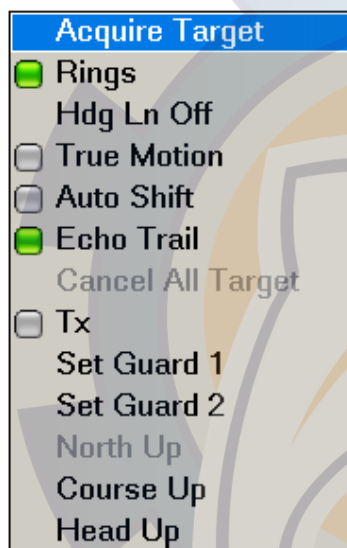 Acquire Target
Rings
Hdg Ln Off
True Motion
Auto Shift
Echo Trail
Cancel All Target
Tx
Set Guard 1
Set Guard 2
North Up
Course Up
Head Up